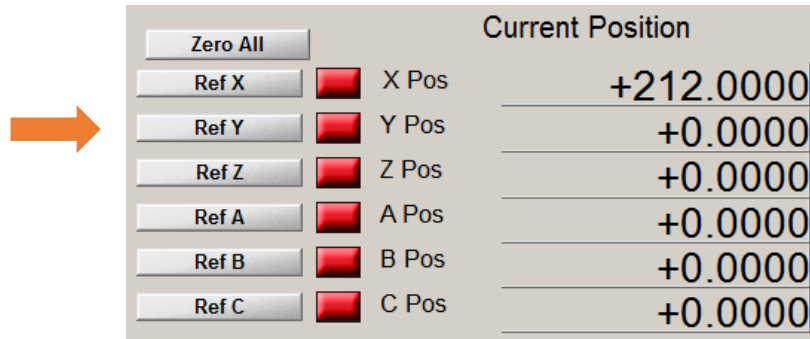 Current Position
Zero All
Ref X X Pos +212.0000
Ref Y Y Pos +0.0000
Ref Z Z Pos +0.0000
Ref A A Pos +0.0000
Ref B B Pos +0.0000
Ref C C Pos +0.0000